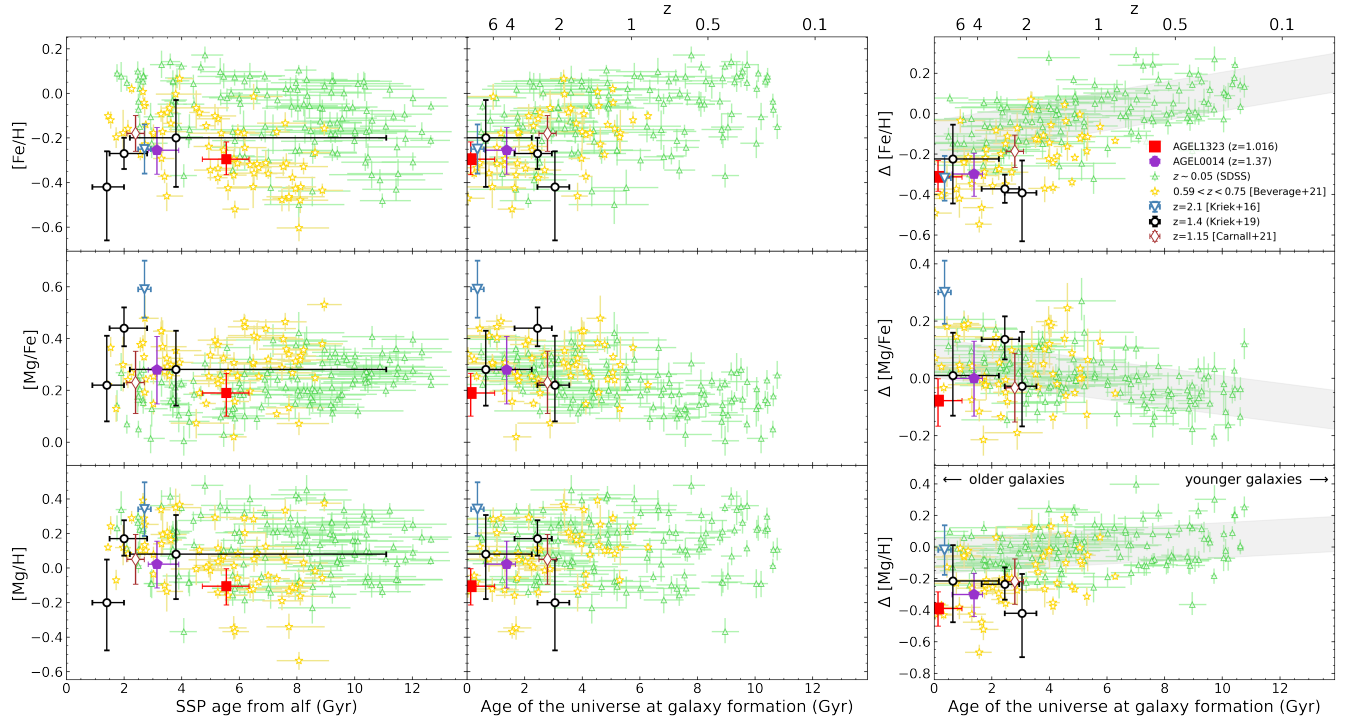 z
z
6 4 2 1 0.5 0.1
6 4 2 1 0.5 0.1
[Fe/H]
0.2
0.0
−0.2
−0.4
−0.6
Δ [Fe/H]
0.2
0.0
−0.2
−0.4
−0.6
AGEL1323 (z=1.016)
AGEL0014 (z=1.37)
z ~ 0.05 (SDSS)
0.59 < z < 0.75 [Beverage+21]
z=2.1 [Kriek+16]
z=1.4 (Kriek+19)
z=1.15 [Carnall+21]
[Mg/Fe]
0.6
0.4
0.2
0.0
Δ [Mg/Fe]
0.4
0.2
0.0
−0.2
[Mg/H]
0.4
0.2
0.0
−0.2
−0.4
−0.6
Δ [Mg/H]
0.4
0.2
0.0
−0.2
−0.4
−0.6
−0.8
← older galaxies
younger galaxies →
0 2 4 6 8 10 12
0 2 4 6 8 10 12
0 2 4 6 8 10 12
SSP age from alf (Gyr)
Age of the universe at galaxy formation (Gyr)
Age of the universe at galaxy formation (Gyr)